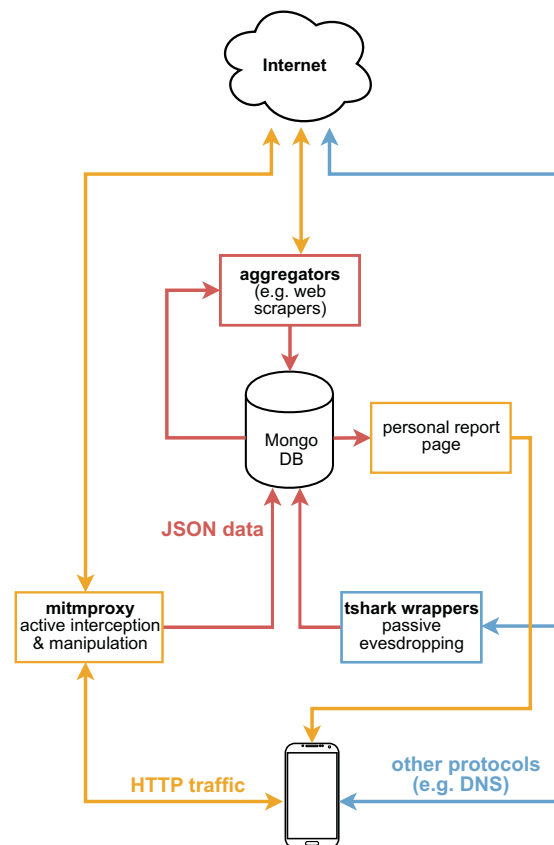 Internet
aggregators
(e.g. web
scrapers)
Mongo
DB
personal report
page
JSON data
mitmproxy
active interception
& manipulation
tshark wrappers
passive
evesdropping
HTTP traffic
other protocols
(e.g. DNS)